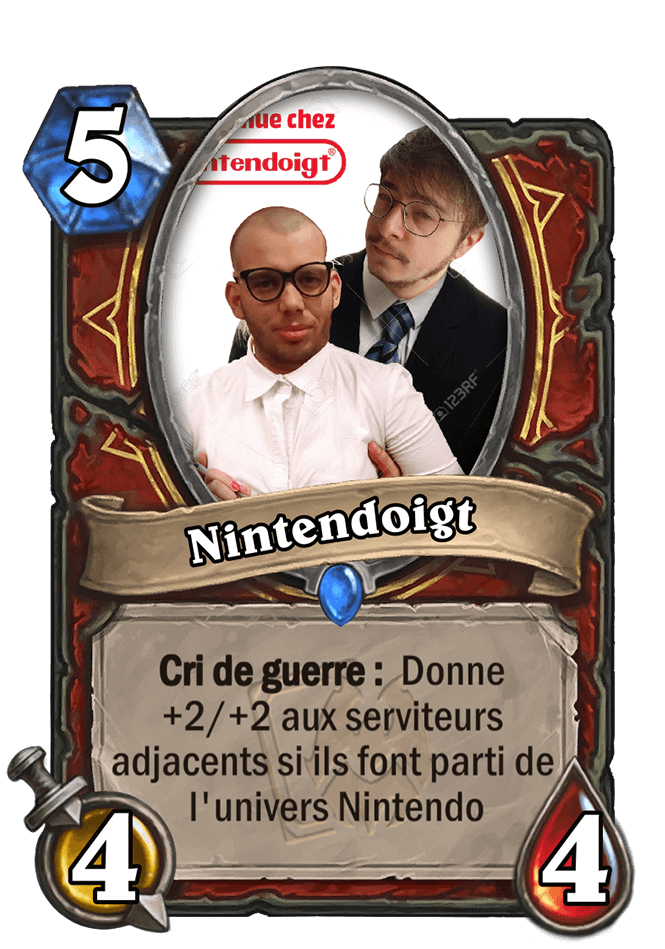 5
nue chez
ntendoigt®
123RF
Nintendoigt
Cri de guerre : Donne
+2/+2 aux serviteurs
adjacents si ils font parti de
l'univers Nintendo
4
4